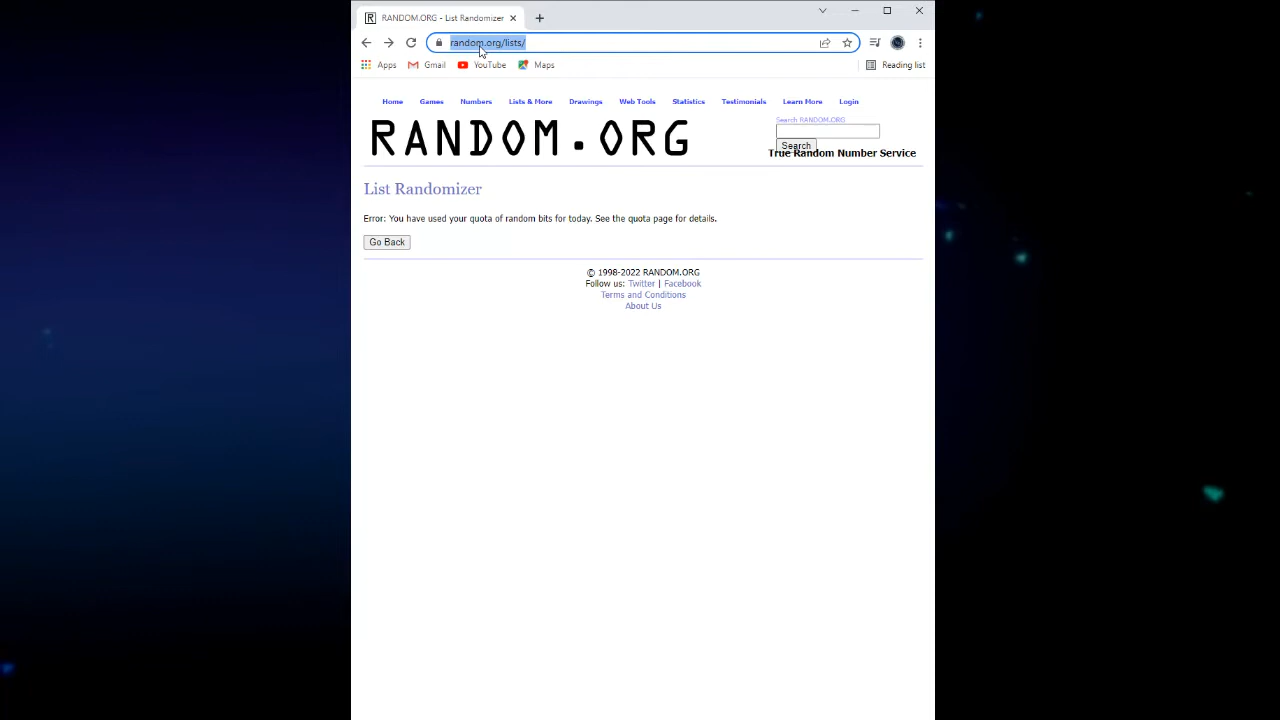 RANDOM.ORG - List Randomizer
random.org/lists/
Apps Gmail YouTube Maps Reading list
Home Games Numbers Lists & More Drawings Web Tools Statistics Testimonials Learn More Login
Search RANDOM.ORG
RANDOM.ORG
Search
True Random Number Service
List Randomizer
Error: You have used your quota of random bits for today. See the quota page for details.
Go Back
© 1998-2022 RANDOM.ORG
Follow us: Twitter | Facebook
Terms and Conditions
About Us